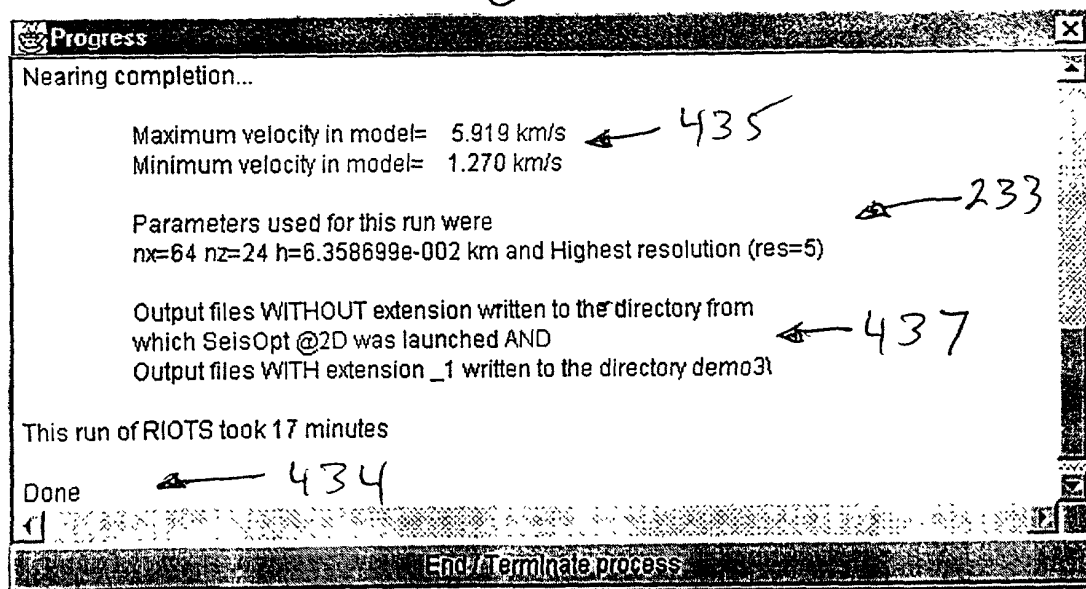 Progress
Nearing completion...
Maximum velocity in model= 5.919 km/s
435
Minimum velocity in model= 1.270 km/s
233
Parameters used for this run were
nx=64 nz=24 h=6.358699e-002 km and Highest resolution (res=5)
Output files WITHOUT extension written to the directory from
which SeisOpt @2D was launched AND
437
Output files WITH extension _1 written to the directory demo3\
This run of RIOTS took 17 minutes
Done
434
End / Terminate process